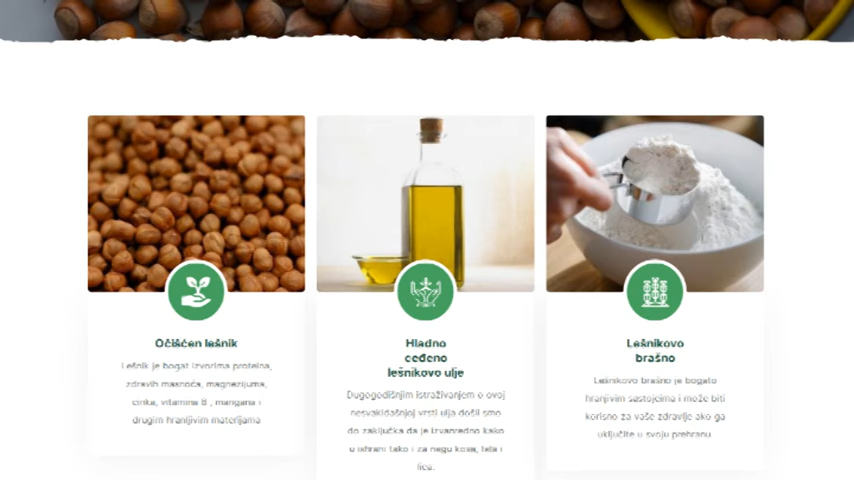 Očišćen lešnik
Lešnik je bogat izvorima proteina,
zdravih masnoća, magnezijuma,
cinka, vitamina B , mangana i
drugim hranljivim materijama
Hladno
ceđeno
lešnikovo ulje
Dugogodišnjim istraživanjem o ovoj
nesvakidašnjoj vrsti ulja došli smo
do zaključka da je izvanredno kako
u ishrani tako i za negu kose, tela i
lica.
Lešnikovo
brašno
Lešnikovo brašno je bogato
hranjivim sastojcima i može biti
korisno za vaše zdravlje ako ga
uključite u svoju prehranu